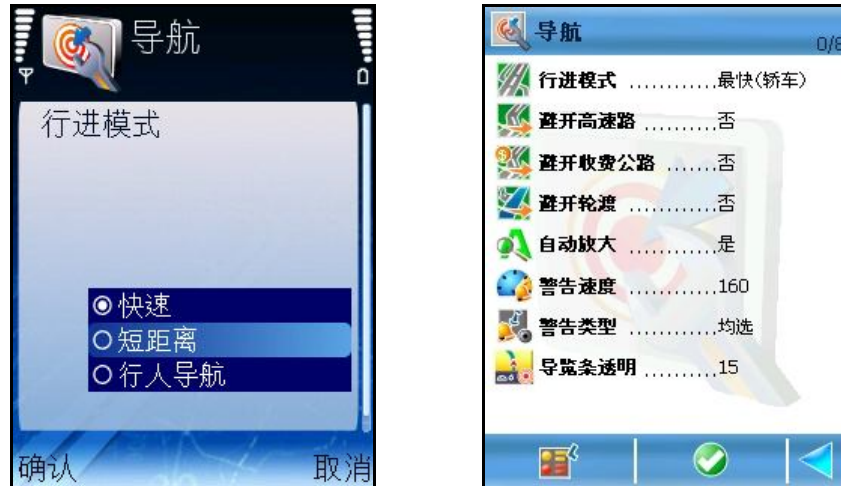 导航
行进模式
快速
短距离
行人导航
确认 取消
导航 0/8
行进模式 ............最快(轿车)
避开高速路 ..........否
避开收费公路 .......否
避开轮渡 ............否
自动放大 ............是
警告速度 ............160
警告类型 ............均选
导览条透明 ..........15